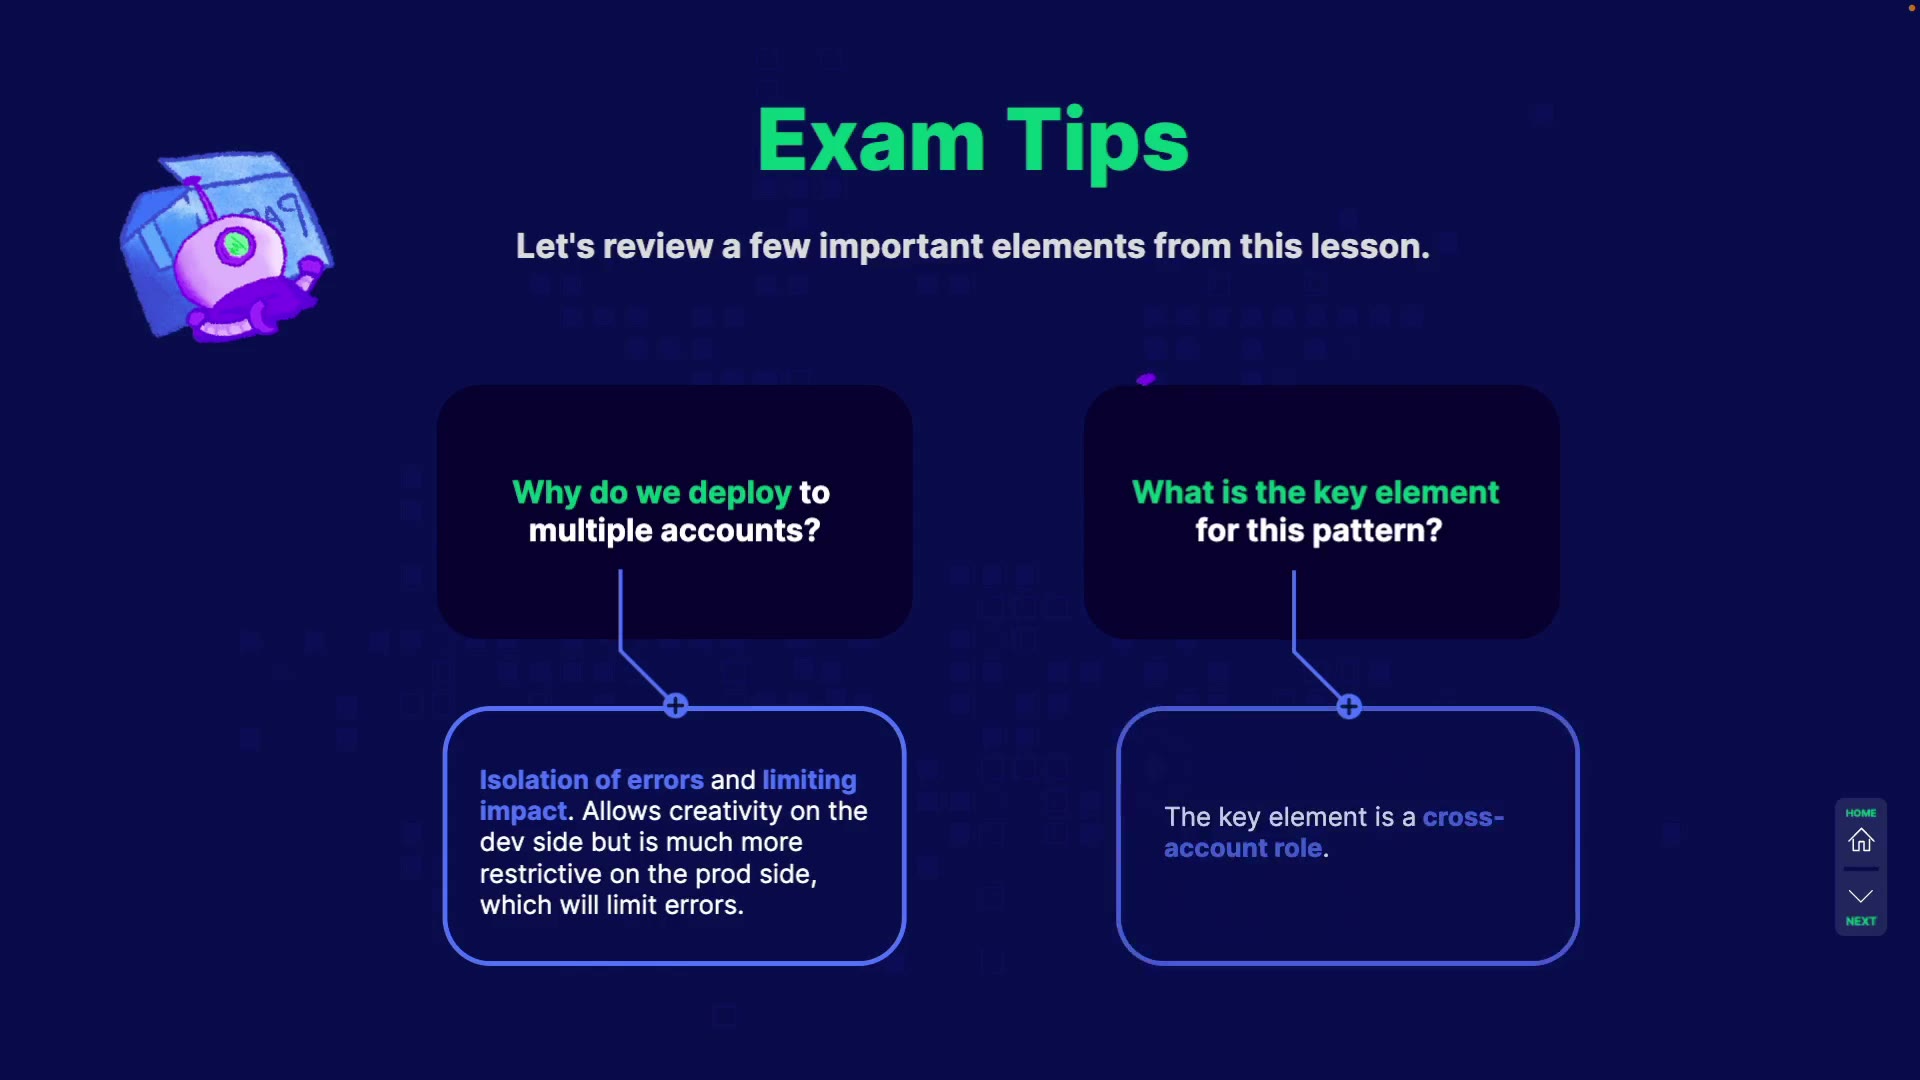 Exam Tips
Let's review a few important elements from this lesson.
Why do we deploy to
multiple accounts?
What is the key element
for this pattern?
Isolation of errors and limiting
impact. Allows creativity on the
dev side but is much more
restrictive on the prod side,
which will limit errors.
The key element is a cross-
account role.
HOME
NEXT